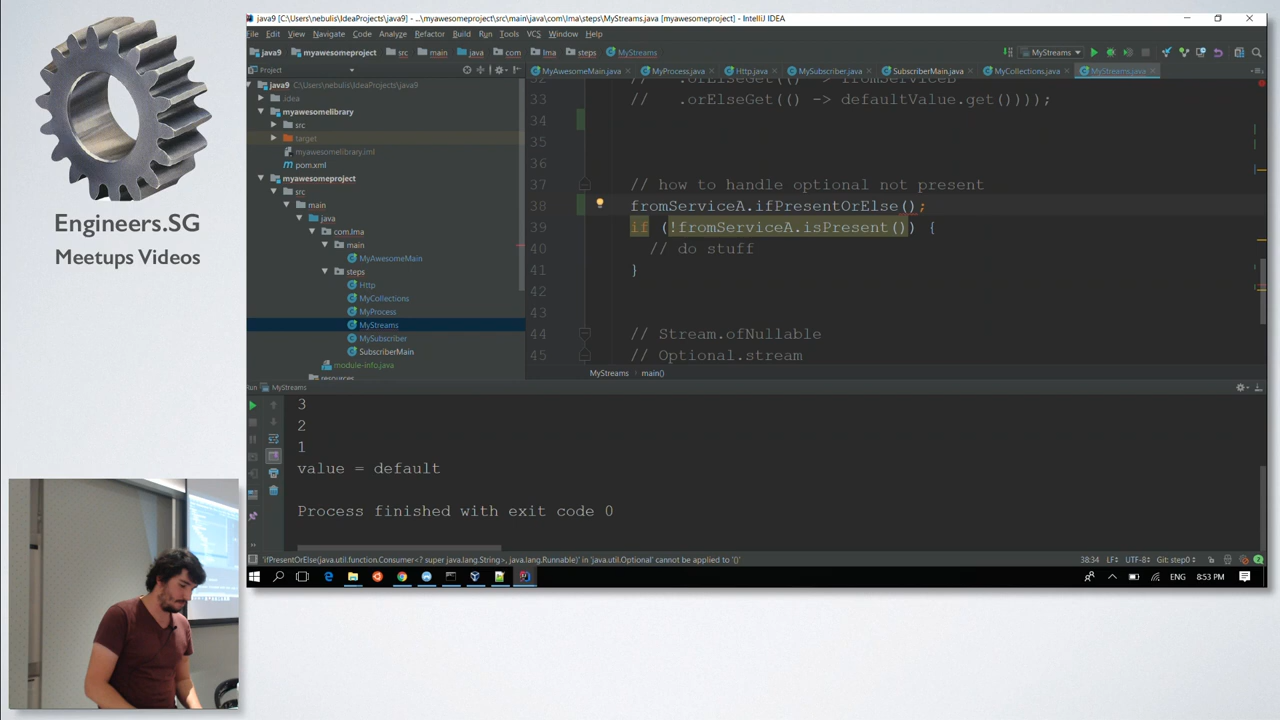 Engineers.SG
Meetups Videos
java9 [C:\Users\nebulis\IdeaProjects\java9] - ...\myawesomeproject\src\main\java\com\lma\steps\MyStreams.java [myawesomeproject] - IntelliJ IDEA
File Edit View Navigate Code Analyze Refactor Build Run Tools VCS Window Help
java9 myawesomeproject src main java com lma steps MyStreams
MyStreams
Project
MyAwesomeMain.java MyProcess.java Http.java MySubscriber.java SubscriberMain.java MyCollections.java MyStreams.java
java9 C:\Users\nebulis\IdeaProjects\java9
.idea
myawesomelibrary
src
target
myawesomelibrary.iml
pom.xml
myawesomeproject
src
main
java
com.lma
main
MyAwesomeMain
steps
Http
MyCollections
MyProcess
MyStreams
MySubscriber
SubscriberMain
module-info.java
resources
32 // .orElseGet(() -> fromServiceB
33 // .orElseGet(() -> defaultValue.get())));
34
35
36
37 // how to handle optional not present
38 fromServiceA.ifPresentOrElse();
39 if (!fromServiceA.isPresent()) {
40 // do stuff
41 }
42
43
44 // Stream.ofNullable
45 // Optional.stream
MyStreams main()
Run MyStreams
3
2
1
value = default
Process finished with exit code 0
'ifPresentOrElse(java.util.function.Consumer<? super java.lang.String>, java.lang.Runnable)' in 'java.util.Optional' cannot be applied to '()'
38:34 LF: UTF-8: Git: step0
ENG 8:53 PM